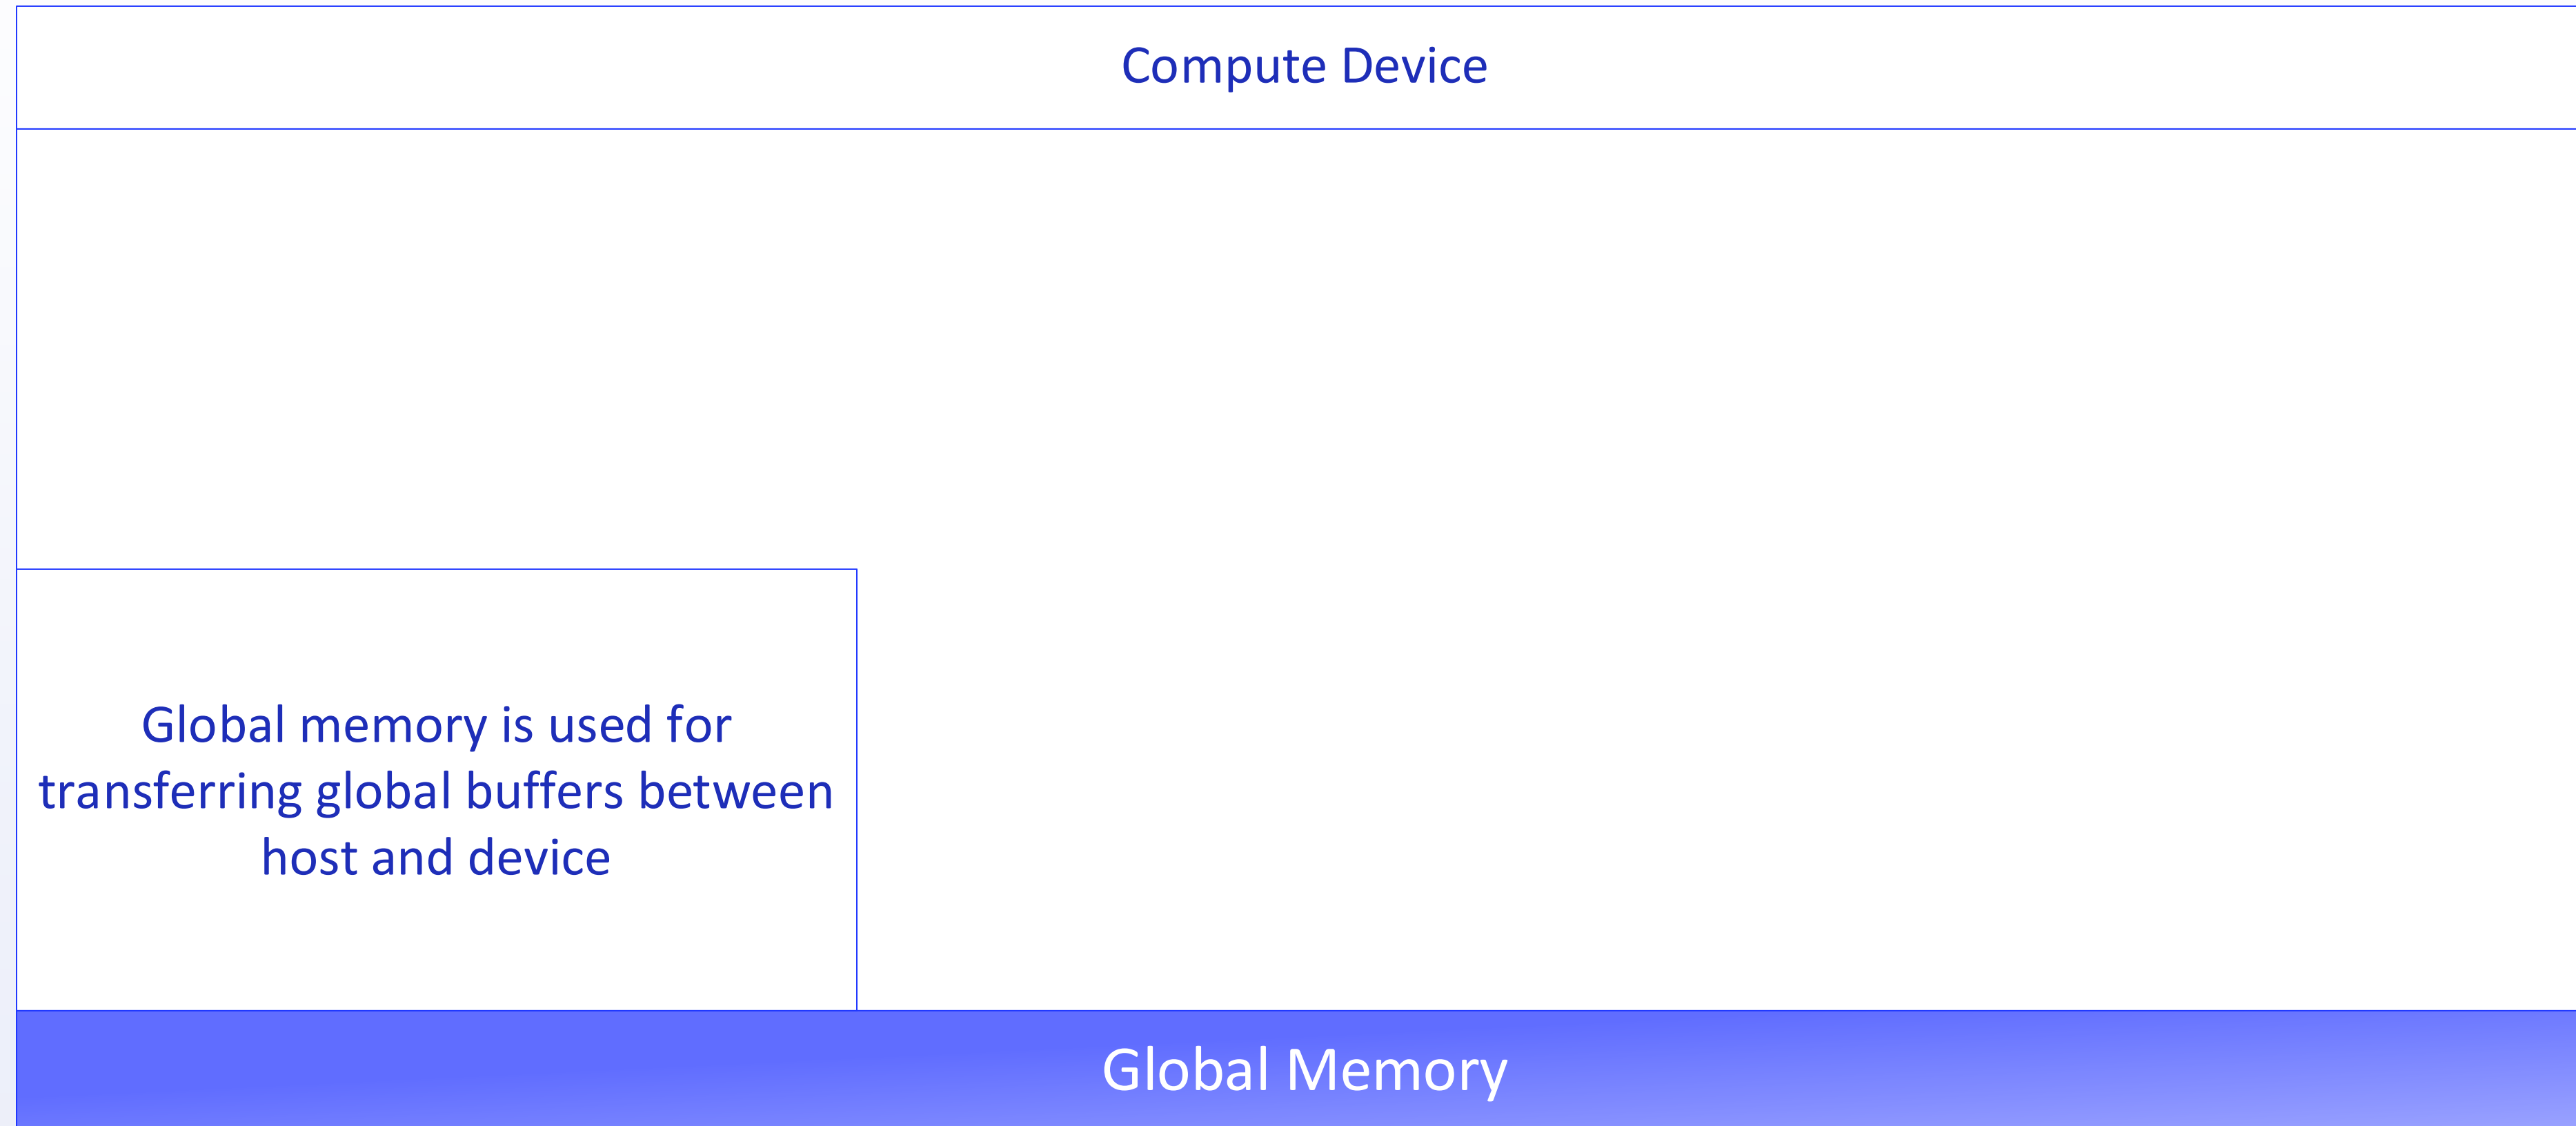 Compute Device
Global memory is used for
transferring global buffers between
host and device
Global Memory